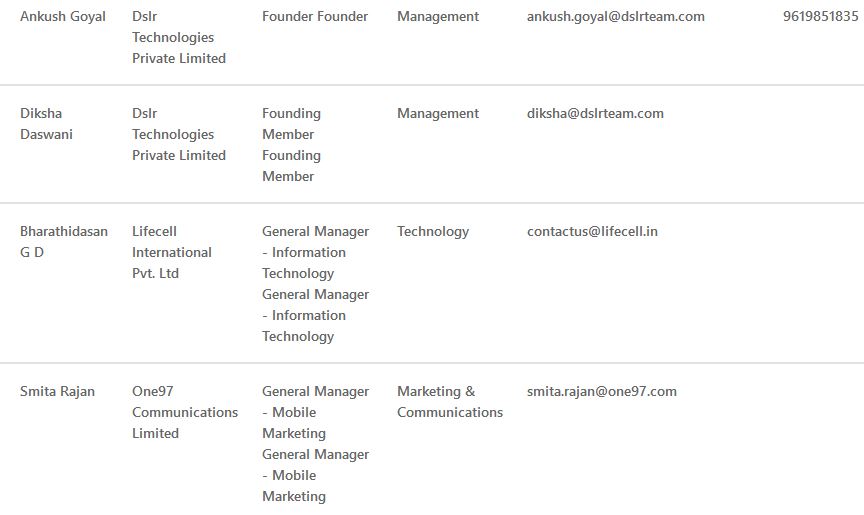 Ankush Goyal Dslr Technologies Private Limited Founder Founder Management ankush.goyal@dslrteam.com 9619851835
Diksha Daswani Dslr Technologies Private Limited Founding Member Founding Member Management diksha@dslrteam.com
Bharathidasan G D Lifecell International Pvt. Ltd General Manager - Information Technology General Manager - Information Technology Technology contactus@lifecell.in
Smita Rajan One97 Communications Limited General Manager - Mobile Marketing General Manager - Mobile Marketing Marketing & Communications smita.rajan@one97.com